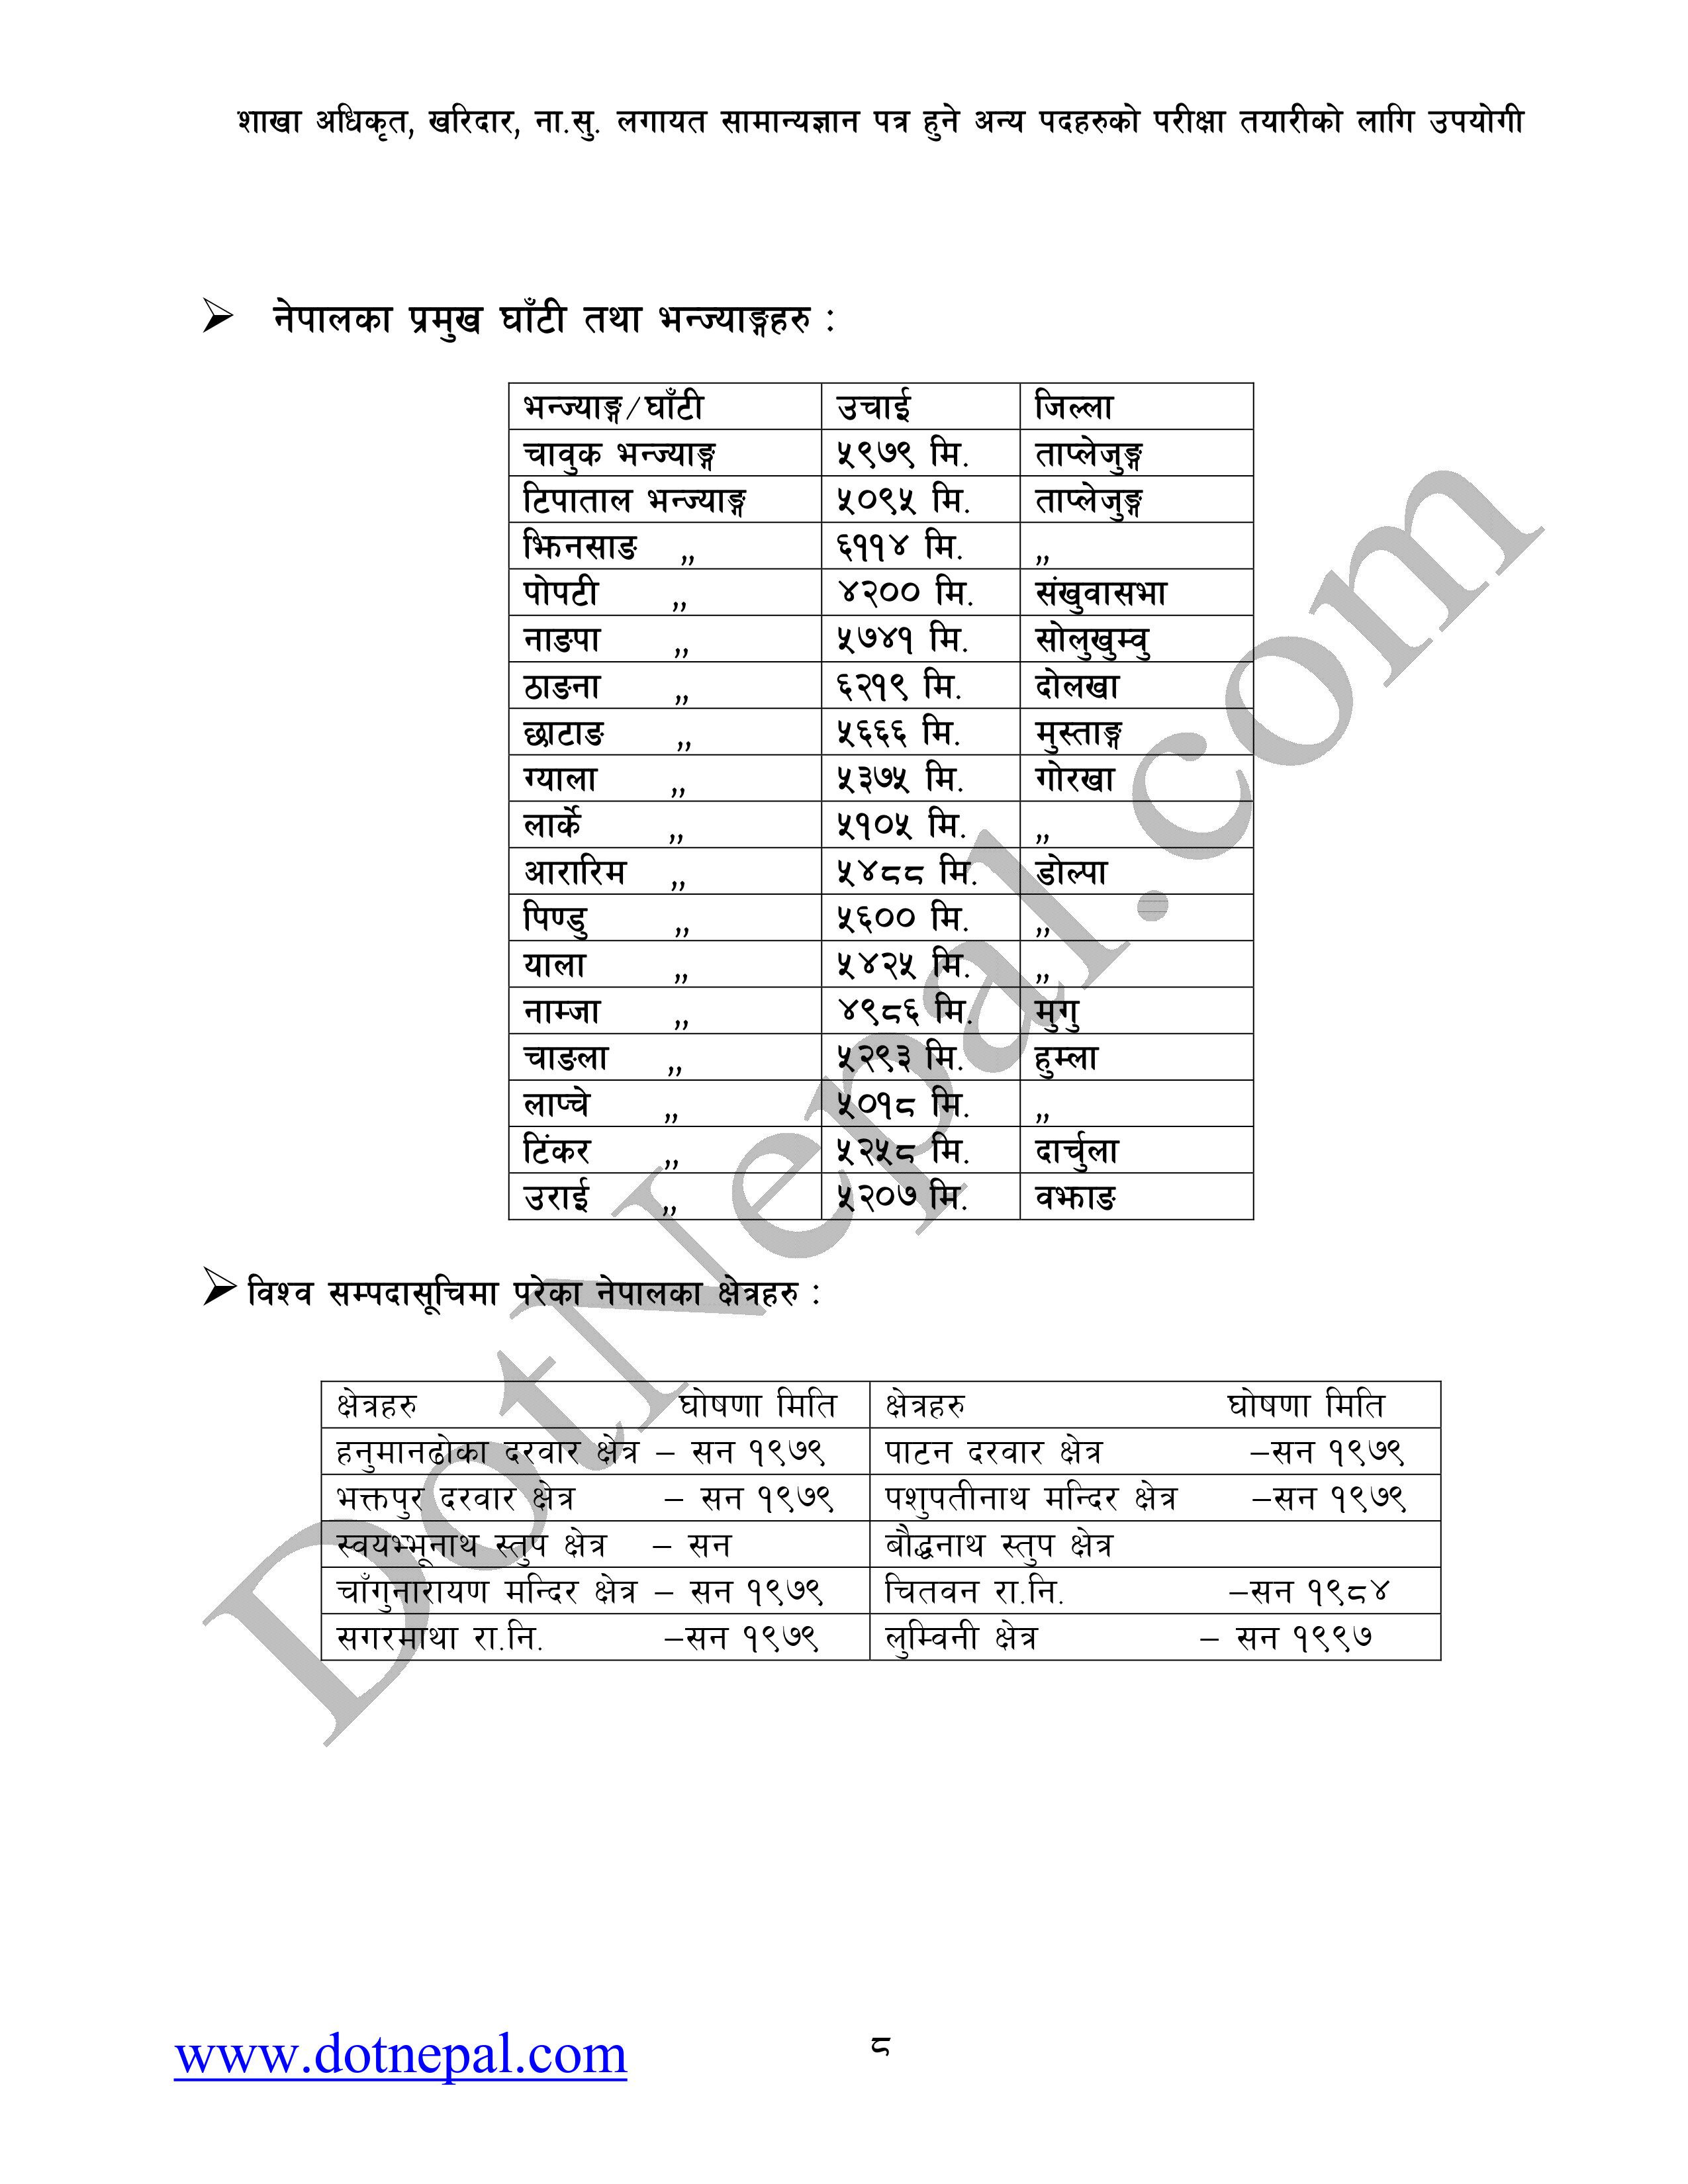 शाखा अधिकृत, खरिदार, ना.सु. लगायत सामान्यज्ञान पत्र हुने अन्य पदहरुको परीक्षा तयारीको लागि उपयोगी
नेपालका प्रमुख घाँटी तथा भन्ज्याङ्गहरु :
भन्ज्याङ्ग/घाँटी उचाई जिल्ला
चावुक भन्ज्याङ्ग ५९७९ मि. ताप्लेजुङ्ग
टिपाताल भन्ज्याङ्ग ५०९५ मि. ताप्लेजुङ्ग
झिनसाङ ,, ६११४ मि. ,,
पोपटी ,, ४२०० मि. संखुवासभा
नाङपा ,, ५७४१ मि. सोलुखुम्वु
ठाङना ,, ६२१९ मि. दोलखा
छाटाङ ,, ५६६६ मि. मुस्ताङ्ग
ग्याला ,, ५३७५ मि. गोरखा
लार्के ,, ५१०५ मि. ,,
आरारिम ,, ५४८८ मि. डोल्पा
पिण्डु ,, ५६०० मि. ,,
याला ,, ५४२५ मि. ,,
नाम्जा ,, ४९८६ मि. मुगु
चाङला ,, ५२९३ मि. हुम्ला
लाप्चे ,, ५०१८ मि. ,,
टिंकर ,, ५२५८ मि. दार्चुला
उराई ,, ५२०७ मि. वझाङ
विश्व सम्पदासूचिमा परेका नेपालका क्षेत्रहरु :
क्षेत्रहरु घोषणा मिति क्षेत्रहरु घोषणा मिति
हनुमानढोका दरवार क्षेत्र – सन १९७९ पाटन दरवार क्षेत्र –सन १९७९
भक्तपुर दरवार क्षेत्र – सन १९७९ पशुपतीनाथ मन्दिर क्षेत्र –सन १९७९
स्वयभ्भूनाथ स्तुप क्षेत्र – सन बौद्धनाथ स्तुप क्षेत्र
चाँगुनारायण मन्दिर क्षेत्र – सन १९७९ चितवन रा.नि. –सन १९८४
सगरमाथा रा.नि. –सन १९७९ लुम्विनी क्षेत्र – सन १९९७
DotNepal.com
www.dotnepal.com ८